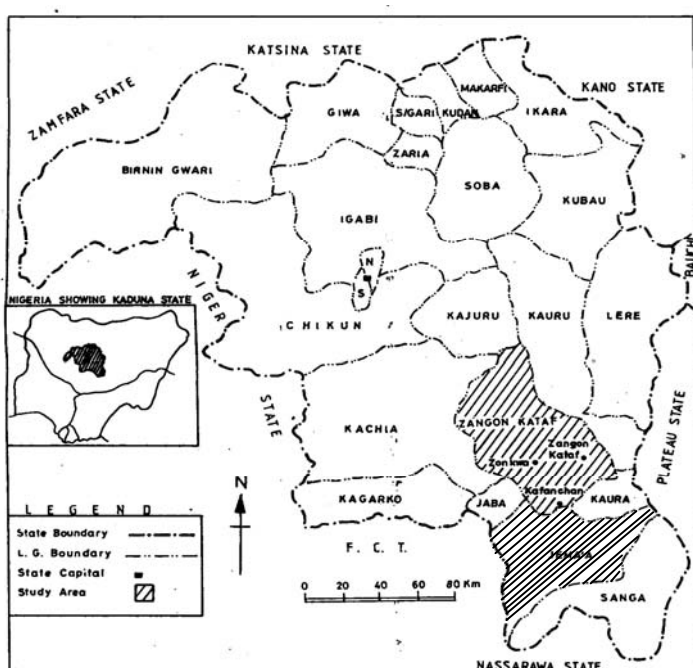 KATSINA STATE
ZAMFARA STATE
KANO STATE
MAKARFI
GIWA
S/GARI
KUDAN
IKARA
ZARIA
BIRNIN GWARI
SOBA
KUBAU
IGABI
BAUCHI
N
S
NIGER
STATE
NIGERIA SHOWING KADUNA STATE
CHIKUN
KAJURU
KAURU
LERE
PLATEAU STATE
ZANGON KATAF
KACHIA
Zangon
Kataf
Zonkwa
Kafanchan
KAGARKO
JABA
KAURA
N
F. C. T.
SANGA
0 20 40 60 80 Km
NASSARAWA STATE
LEGEND
State Boundary
L. G. Boundary
State Capital
Study Area